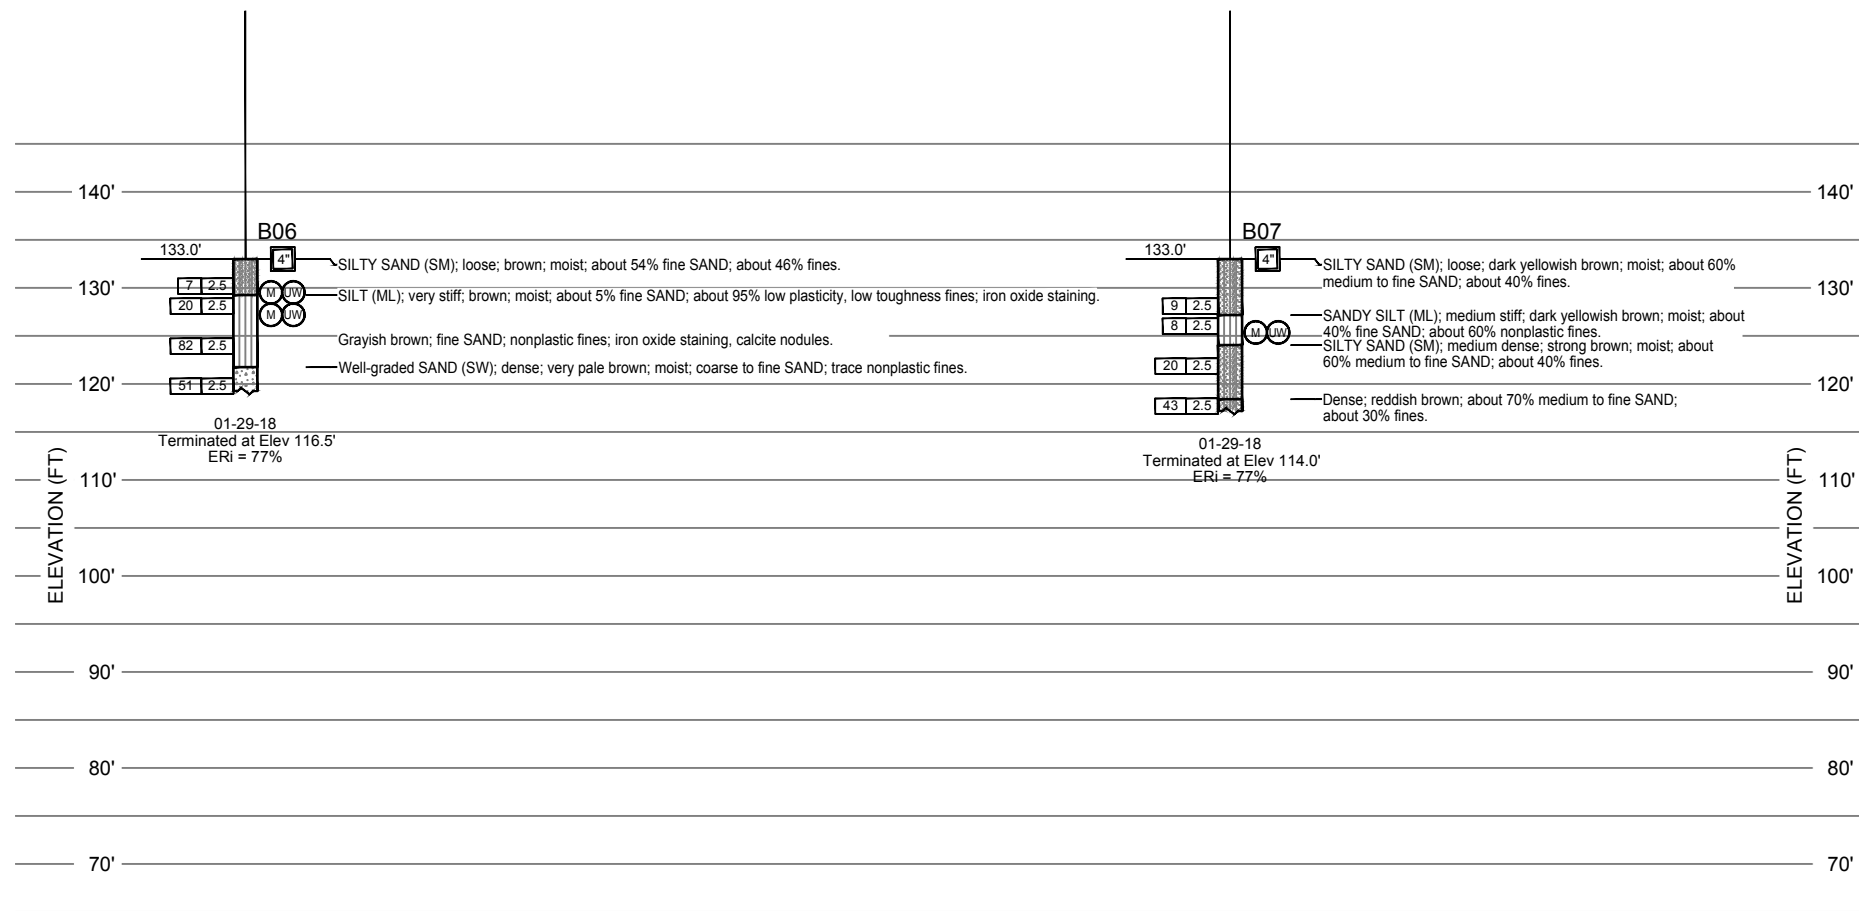 140'
140'
B06
133.0'
4"
SILTY SAND (SM); loose; brown; moist; about 54% fine SAND; about 46% fines.
130'
7 2.5
M UW
SILT (ML); very stiff; brown; moist; about 5% fine SAND; about 95% low plasticity, low toughness fines; iron oxide staining.
20 2.5
M UW
Grayish brown; fine SAND; nonplastic fines; iron oxide staining, calcite nodules.
82 2.5
Well-graded SAND (SW); dense; very pale brown; moist; coarse to fine SAND; trace nonplastic fines.
120'
51 2.5
01-29-18
Terminated at Elev 116.5'
ERi = 77%
B07
133.0'
4"
SILTY SAND (SM); loose; dark yellowish brown; moist; about 60%
medium to fine SAND; about 40% fines.
130'
9 2.5
SANDY SILT (ML); medium stiff; dark yellowish brown; moist; about
8 2.5
M UW
40% fine SAND; about 60% nonplastic fines.
SILTY SAND (SM); medium dense; strong brown; moist; about
60% medium to fine SAND; about 40% fines.
20 2.5
120'
Dense; reddish brown; about 70% medium to fine SAND;
about 30% fines.
43 2.5
01-29-18
Terminated at Elev 114.0'
ERi = 77%
ELEVATION (FT)
ELEVATION (FT)
110'
110'
100'
100'
90'
90'
80'
80'
70'
70'